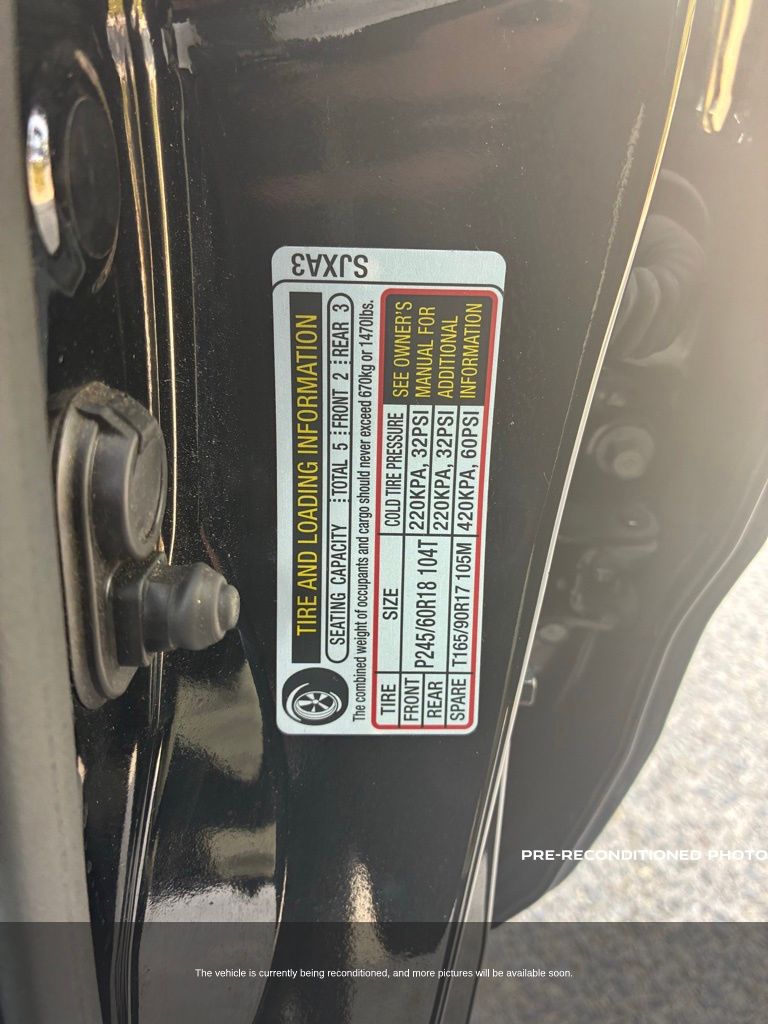 SJXA3
TIRE AND LOADING INFORMATION
SEATING CAPACITY TOTAL 5 FRONT 2 REAR 3
The combined weight of occupants and cargo should never exceed 670kg or 1470lbs.
TIRE SIZE COLD TIRE PRESSURE
FRONT P245/60R18 104T 220KPA, 32PSI
REAR 220KPA, 32PSI
SPARE T165/90R17 105M 420KPA, 60PSI
SEE OWNER'S
MANUAL FOR
ADDITIONAL
INFORMATION
PRE-RECONDITIONED PHOTO
The vehicle is currently being reconditioned, and more pictures will be available soon.